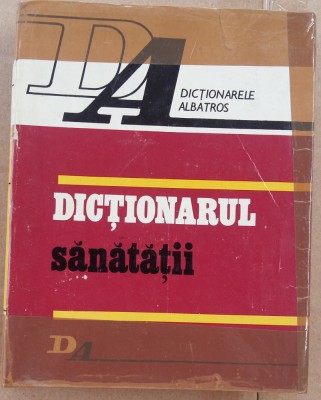 DA
DICȚIONARELE
ALBATROS
DICȚIONARUL
sănătății
DA